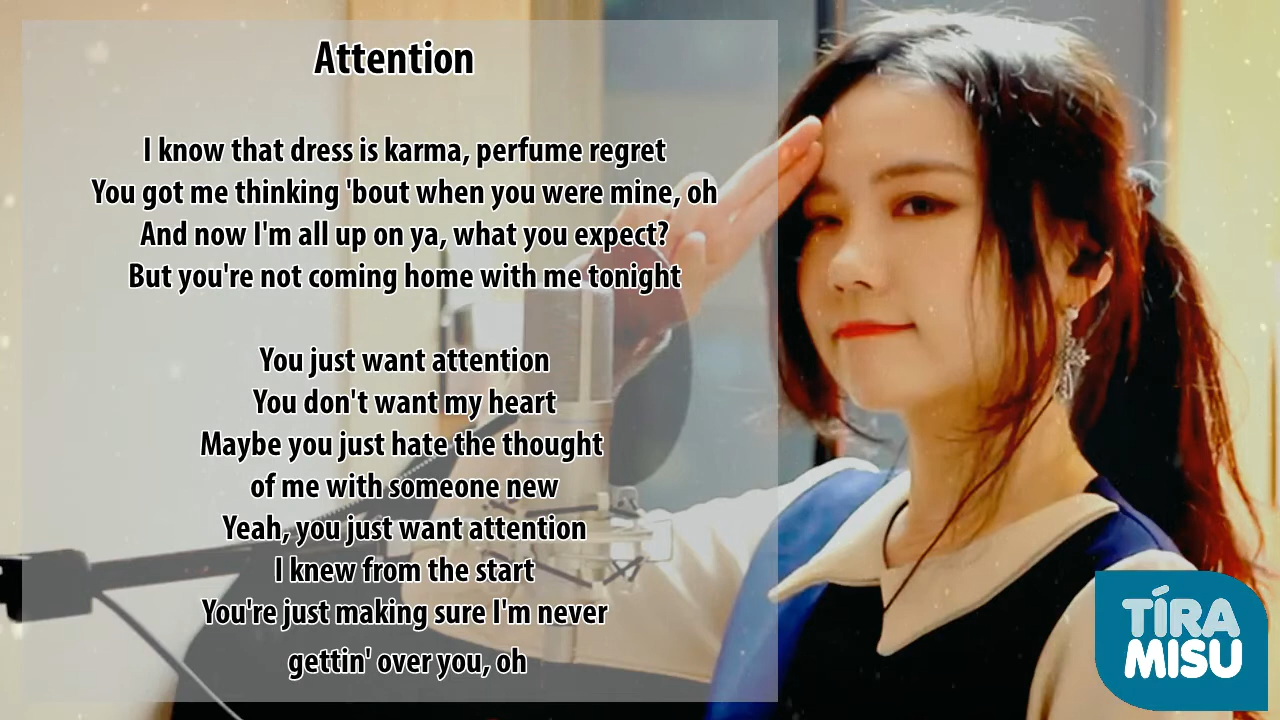 Attention
I know that dress is karma, perfume regret
You got me thinking 'bout when you were mine, oh
And now I'm all up on ya, what you expect?
But you're not coming home with me tonight
You just want attention
You don't want my heart
Maybe you just hate the thought
of me with someone new
Yeah, you just want attention
I knew from the start
You're just making sure I'm never
gettin' over you, oh
TÍRA
MISU